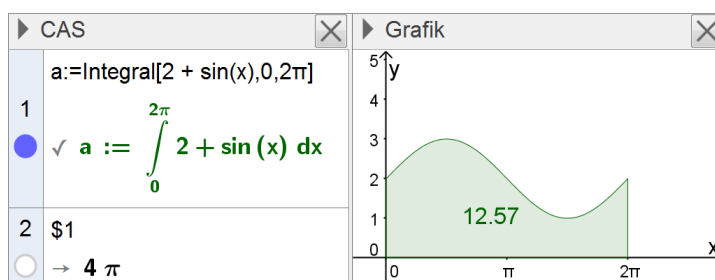 CAS
a:=Integral[2 + sin(x),0,2π]
1
2π
✓ a := ∫ 2 + sin (x) dx
0
2 $1
→ 4 π
Grafik
5 y
4
3
2
1
0
12.57
0 π 2π x